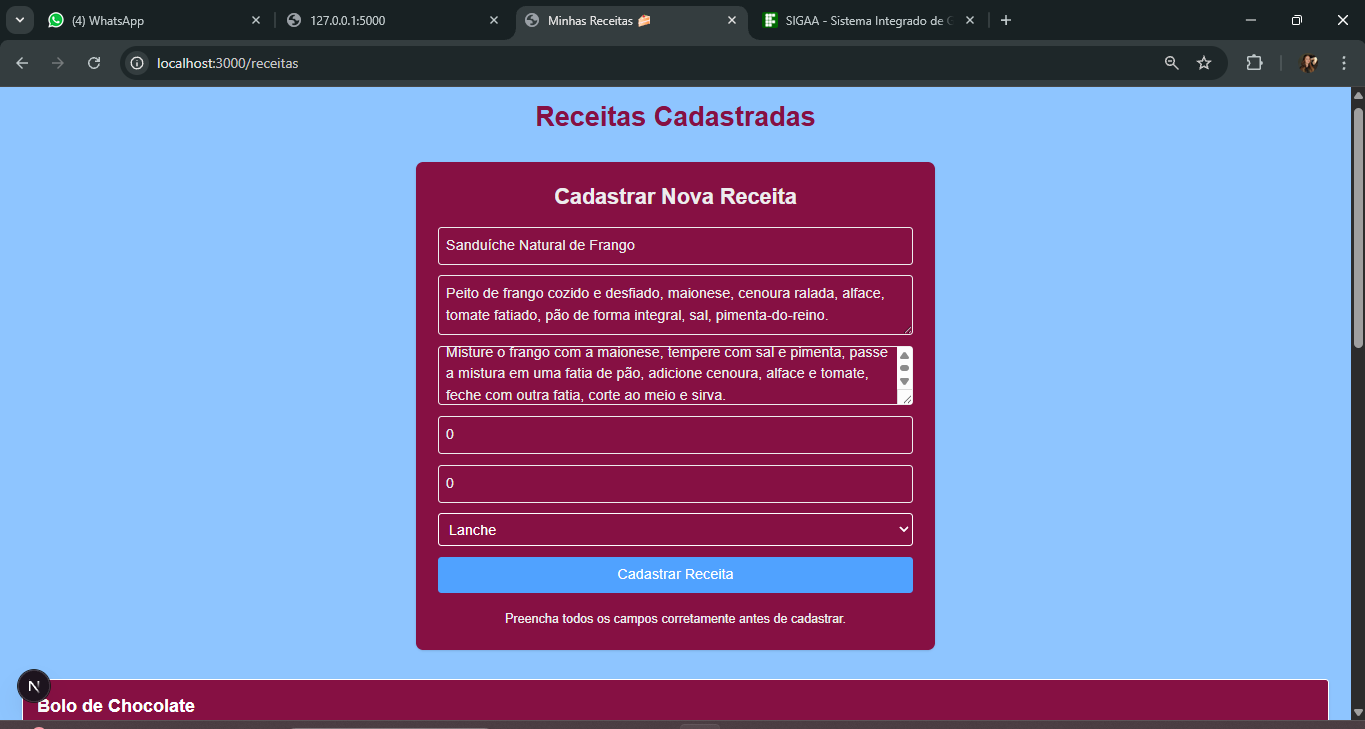 (4) WhatsApp
127.0.0.1:5000
Minhas Receitas
SIGAA - Sistema Integrado de G
localhost:3000/receitas
Receitas Cadastradas
Cadastrar Nova Receita
Sanduíche Natural de Frango
Peito de frango cozido e desfiado, maionese, cenoura ralada, alface,
tomate fatiado, pão de forma integral, sal, pimenta-do-reino.
Misture o frango com a maionese, tempere com sal e pimenta, passe
a mistura em uma fatia de pão, adicione cenoura, alface e tomate,
feche com outra fatia, corte ao meio e sirva.
0
0
Lanche
Cadastrar Receita
Preencha todos os campos corretamente antes de cadastrar.
N
Bolo de Chocolate